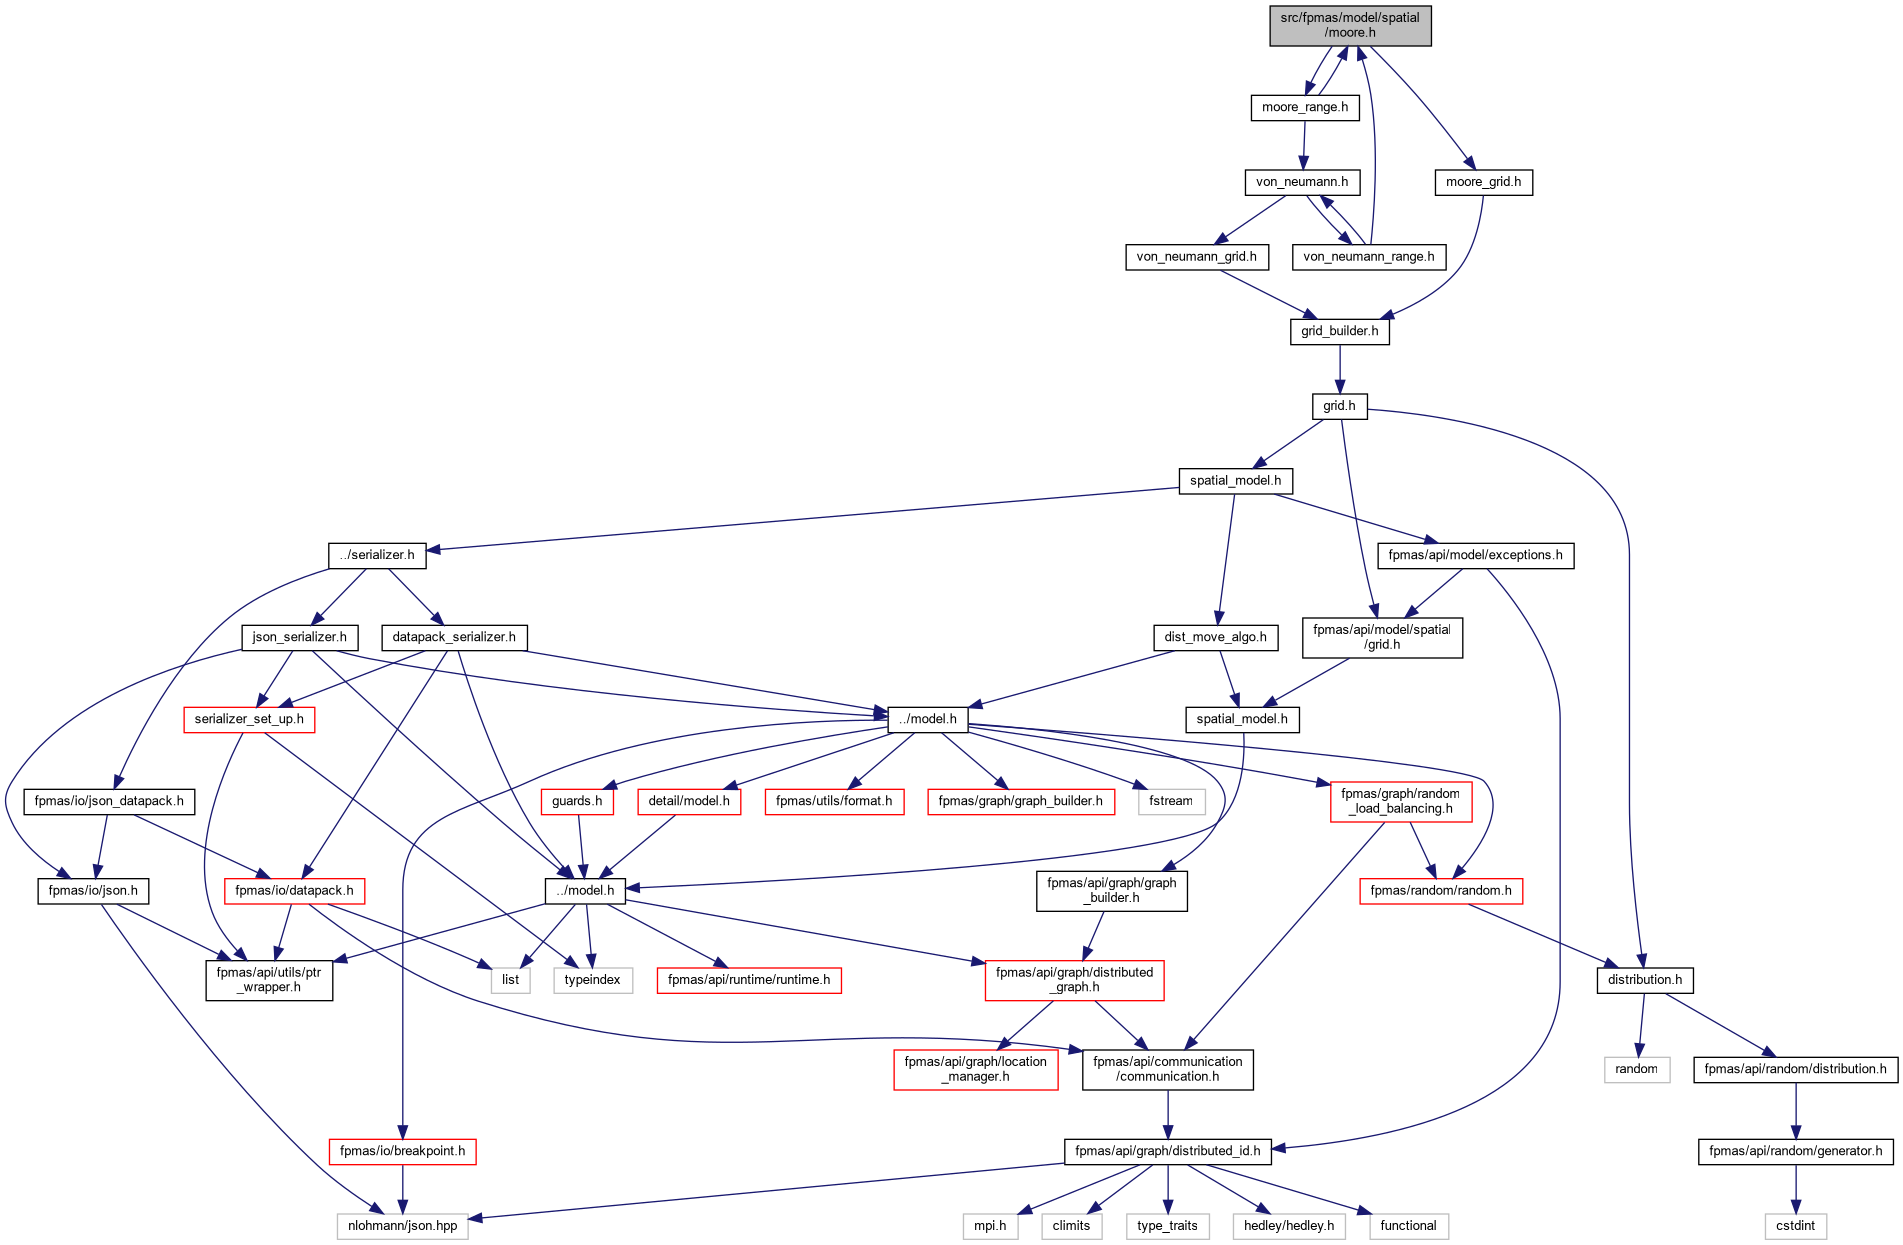 src/fpmas/model/spatial
/moore.h
moore_range.h
von_neumann.h
moore_grid.h
von_neumann_grid.h
von_neumann_range.h
grid_builder.h
grid.h
spatial_model.h
../serializer.h
fpmas/api/model/exceptions.h
json_serializer.h
datapack_serializer.h
dist_move_algo.h
fpmas/api/model/spatial
/grid.h
serializer_set_up.h
../model.h
spatial_model.h
fpmas/io/json_datapack.h
guards.h
detail/model.h
fpmas/utils/format.h
fpmas/graph/graph_builder.h
fstream
fpmas/graph/random
_load_balancing.h
fpmas/io/json.h
fpmas/io/datapack.h
../model.h
fpmas/api/graph/graph
_builder.h
fpmas/random/random.h
fpmas/api/utils/ptr
_wrapper.h
list
typeindex
fpmas/api/runtime/runtime.h
fpmas/api/graph/distributed
_graph.h
distribution.h
fpmas/api/graph/location
_manager.h
fpmas/api/communication
/communication.h
random
fpmas/api/random/distribution.h
fpmas/io/breakpoint.h
fpmas/api/graph/distributed_id.h
fpmas/api/random/generator.h
nlohmann/json.hpp
mpi.h
climits
type_traits
hedley/hedley.h
functional
cstdint